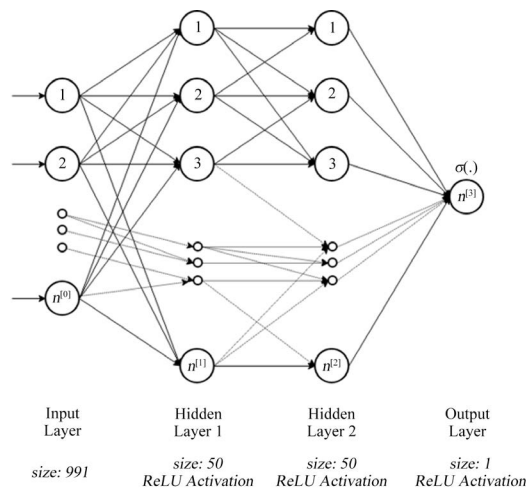 1
1
1
2
2
2
3
3
σ(.)
n[3]
n[0]
n[1]
n[2]
Input Layer
Hidden Layer 1
Hidden Layer 2
Output Layer
size: 991
size: 50
ReLU Activation
size: 50
ReLU Activation
size: 1
ReLU Activation